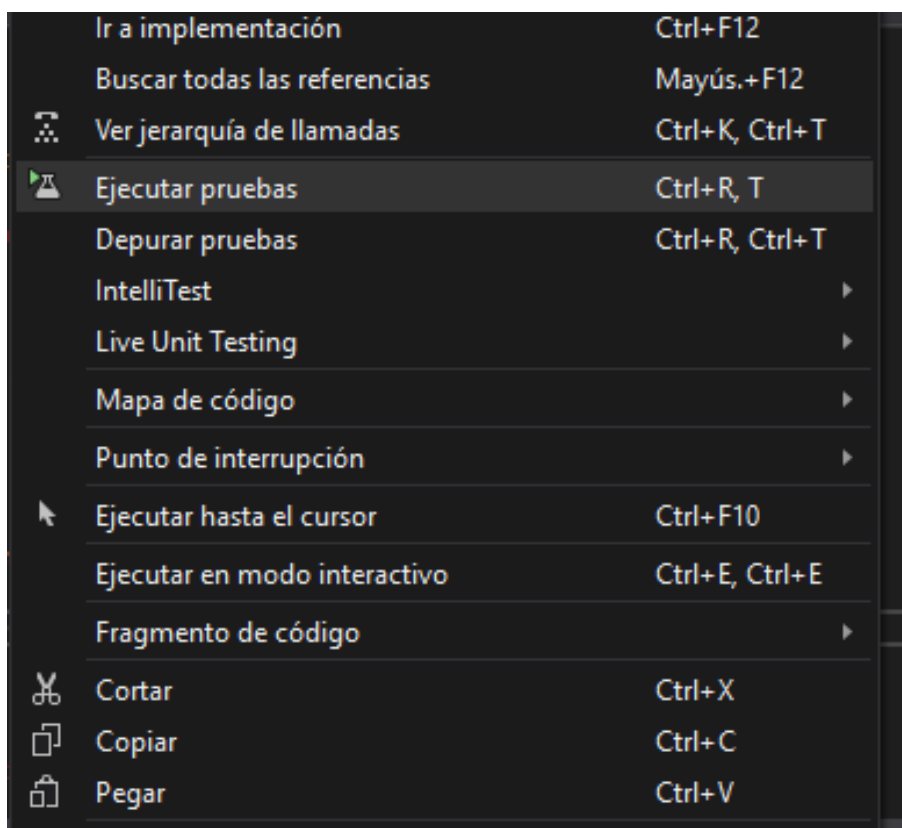 Ir a implementación Ctrl+F12
Buscar todas las referencias Mayús.+F12
Ver jerarquía de llamadas Ctrl+K, Ctrl+T
Ejecutar pruebas Ctrl+R, T
Depurar pruebas Ctrl+R, Ctrl+T
IntelliTest
Live Unit Testing
Mapa de código
Punto de interrupción
Ejecutar hasta el cursor Ctrl+F10
Ejecutar en modo interactivo Ctrl+E, Ctrl+E
Fragmento de código
Cortar Ctrl+X
Copiar Ctrl+C
Pegar Ctrl+V